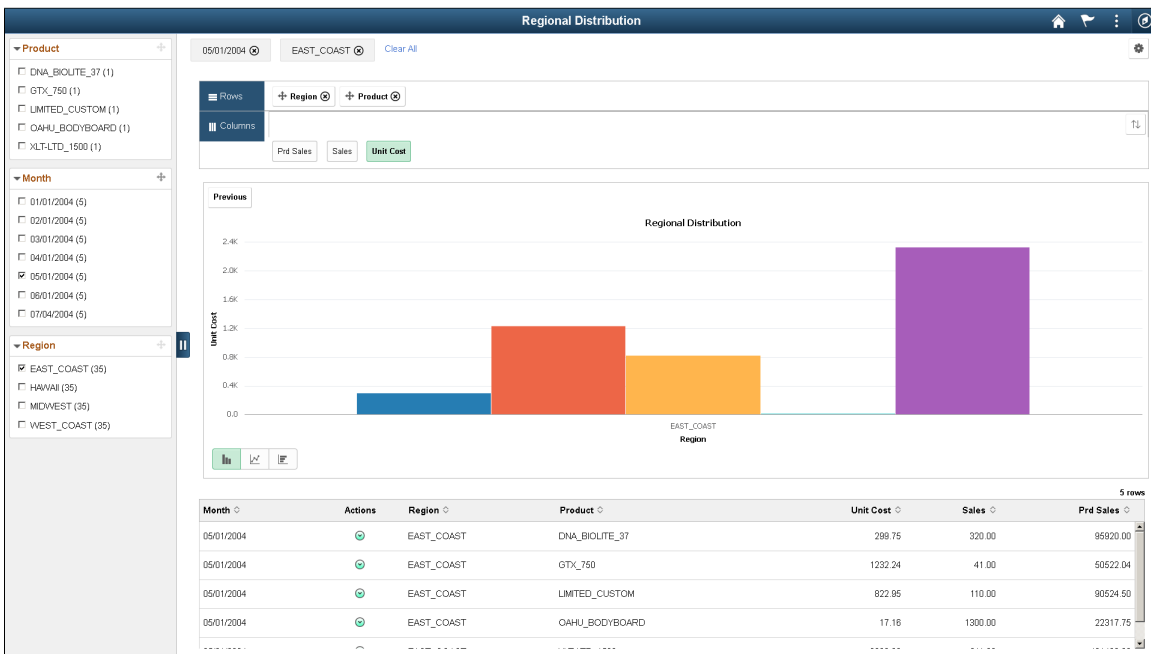 Regional Distribution
Product
DNA_BIOLITE_37 (1)
GTX_750 (1)
LIMITED_CUSTOM (1)
OAHU_BODYBOARD (1)
XLT-LTD_1500 (1)
Month
01/01/2004 (5)
02/01/2004 (5)
03/01/2004 (5)
04/01/2004 (5)
05/01/2004 (5)
06/01/2004 (5)
07/04/2004 (5)
Region
EAST_COAST (35)
HAWAII (35)
MIDWEST (35)
WEST_COAST (35)
05/01/2004 EAST_COAST Clear All
Rows Region Product
Columns
Prd Sales Sales Unit Cost
Previous
Regional Distribution
Unit Cost
2.4K
2.0K
1.6K
1.2K
0.8K
0.4K
0.0
EAST_COAST
Region
5 rows
Month Actions Region Product Unit Cost Sales Prd Sales
05/01/2004 EAST_COAST DNA_BIOLITE_37 299.75 320.00 95920.00
05/01/2004 EAST_COAST GTX_750 1232.24 41.00 50522.04
05/01/2004 EAST_COAST LIMITED_CUSTOM 822.95 110.00 90524.50
05/01/2004 EAST_COAST OAHU_BODYBOARD 17.16 1300.00 22317.75